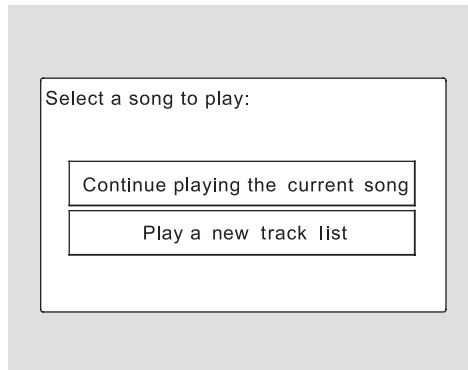 Select a song to play:
Continue playing the current song
Play a new track list